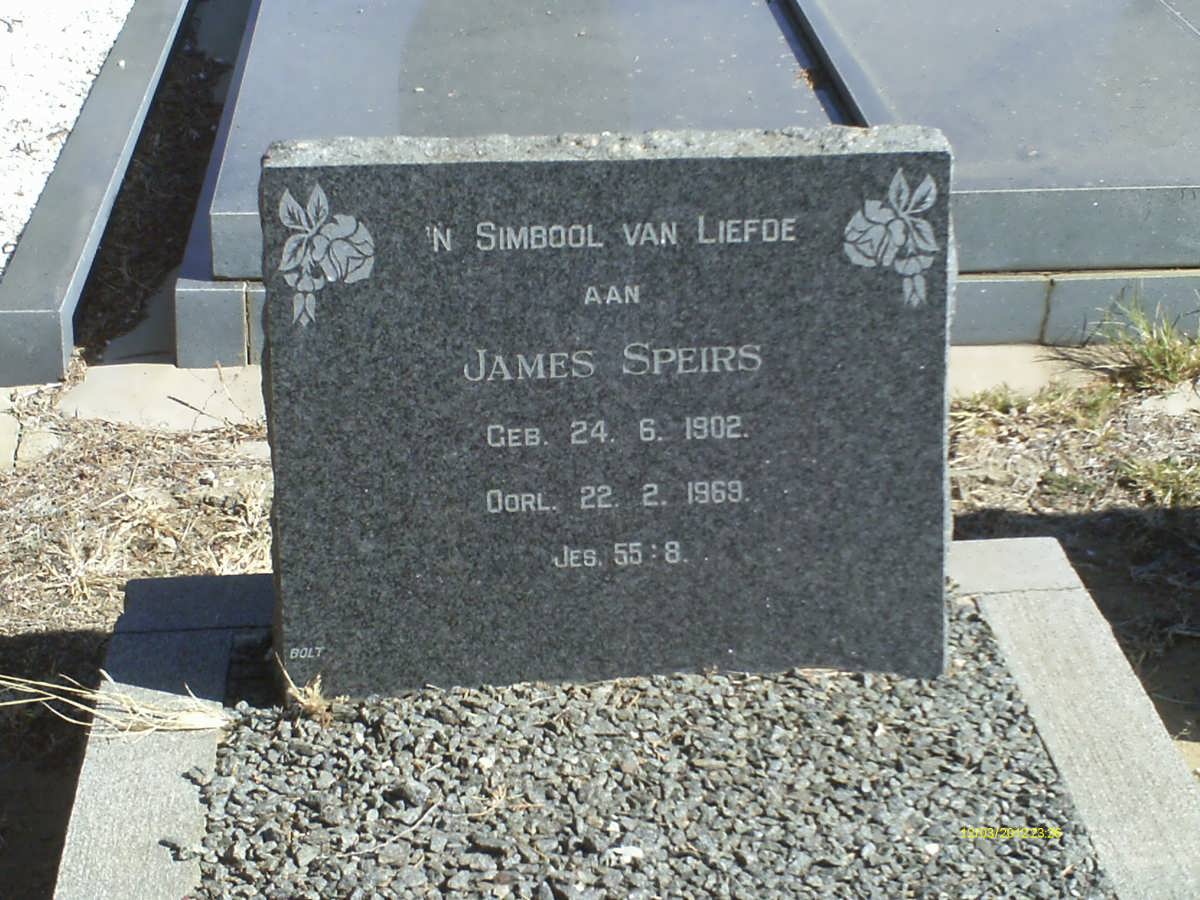 'N SIMBOOL VAN LIEFDE
AAN
JAMES SPEIRS
GEB. 24. 6. 1902.
OORL. 22. 2. 1969.
JES. 55:8.
BOLT
13/03/2012 23:26